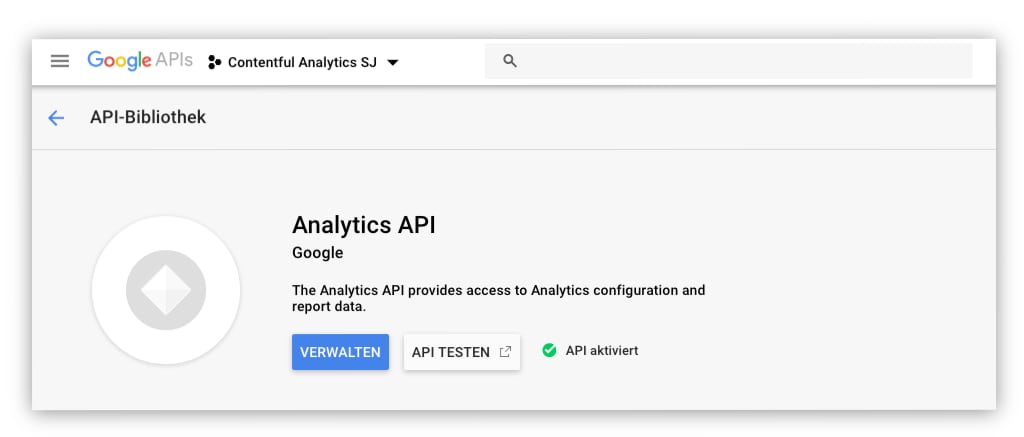 Google APIs Contentful Analytics SJ
API-Bibliothek
Analytics API
Google
The Analytics API provides access to Analytics configuration and
report data.
VERWALTEN API TESTEN API aktiviert